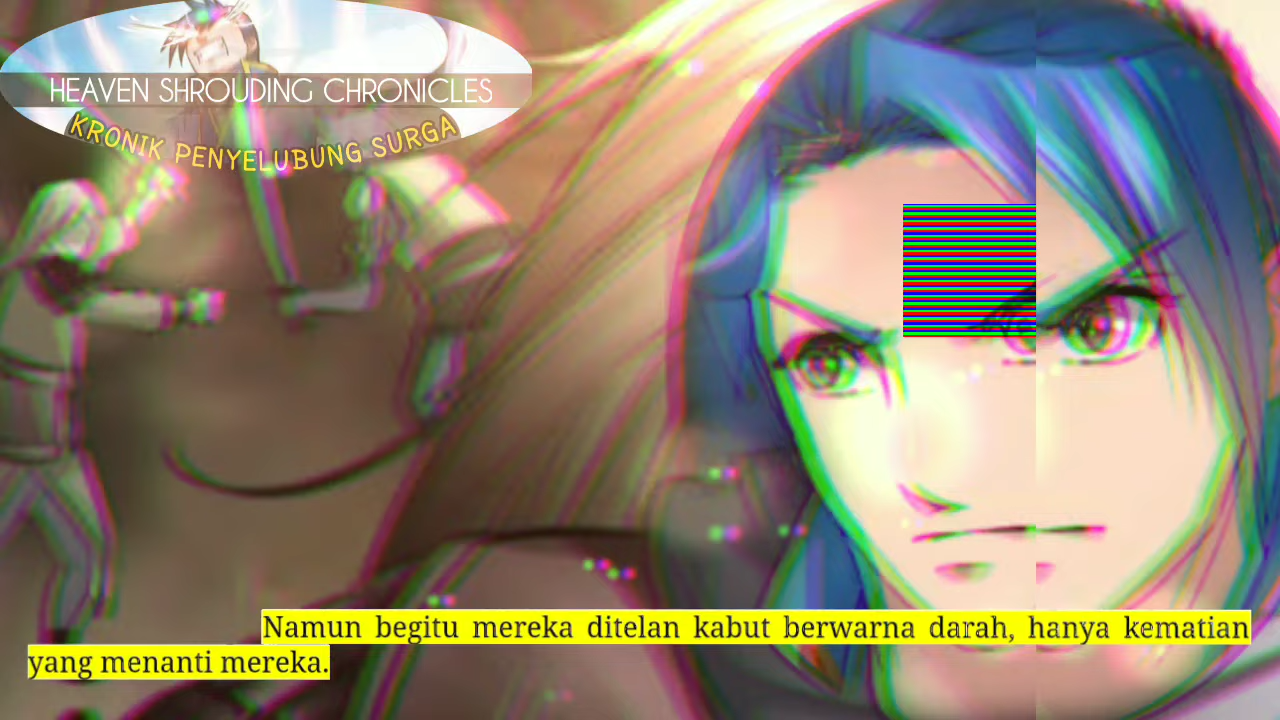 HEAVEN SHROUDING CHRONICLES
KRONIK PENYELUBUNG SURGA
Namun begitu mereka ditelan kabut berwarna darah, hanya kematian
yang menanti mereka.